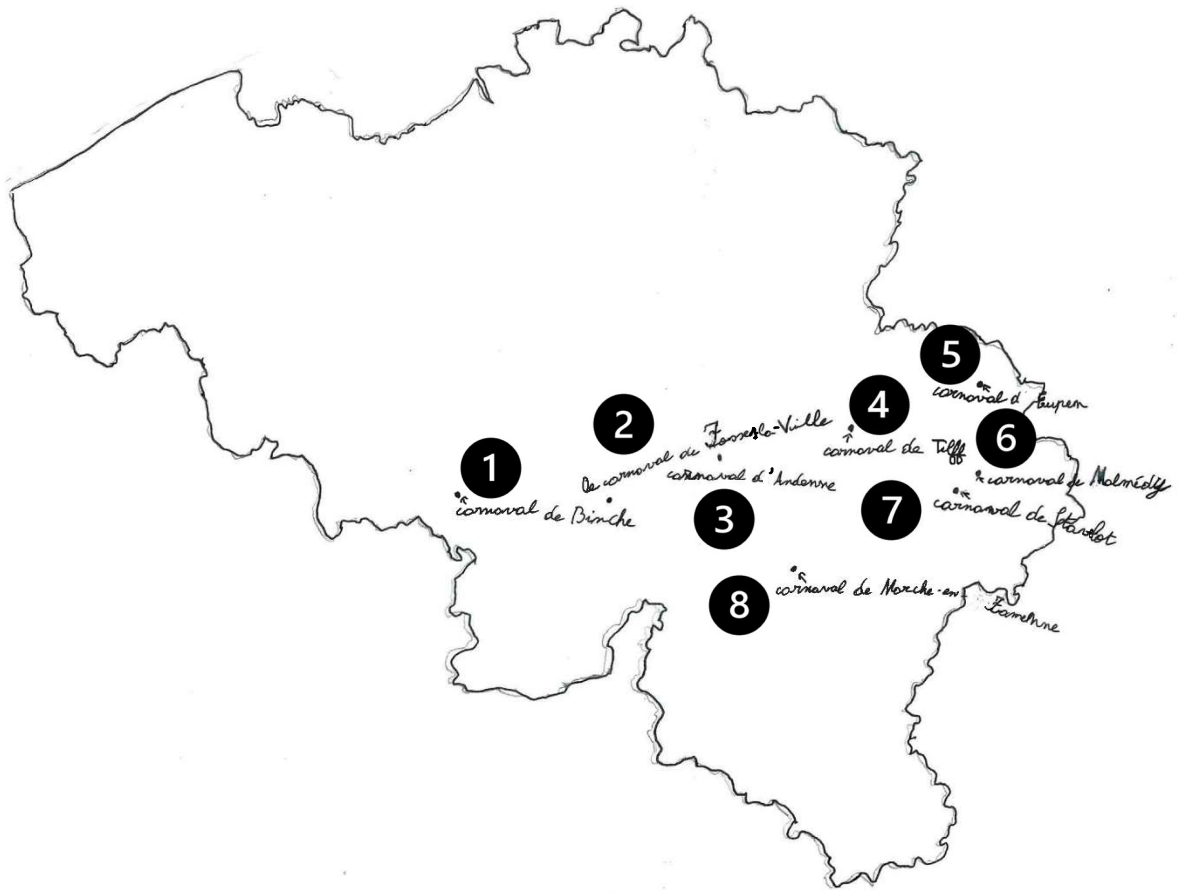 1
carnaval de Binche
2
Le carnaval de Fosses-la-Ville
3
carnaval d'Andenne
4
carnaval de Tilff
5
carnaval d'Eupen
6
carnaval de Malmédy
7
carnaval de Stavelot
8
carnaval de Marche-en
Famenne